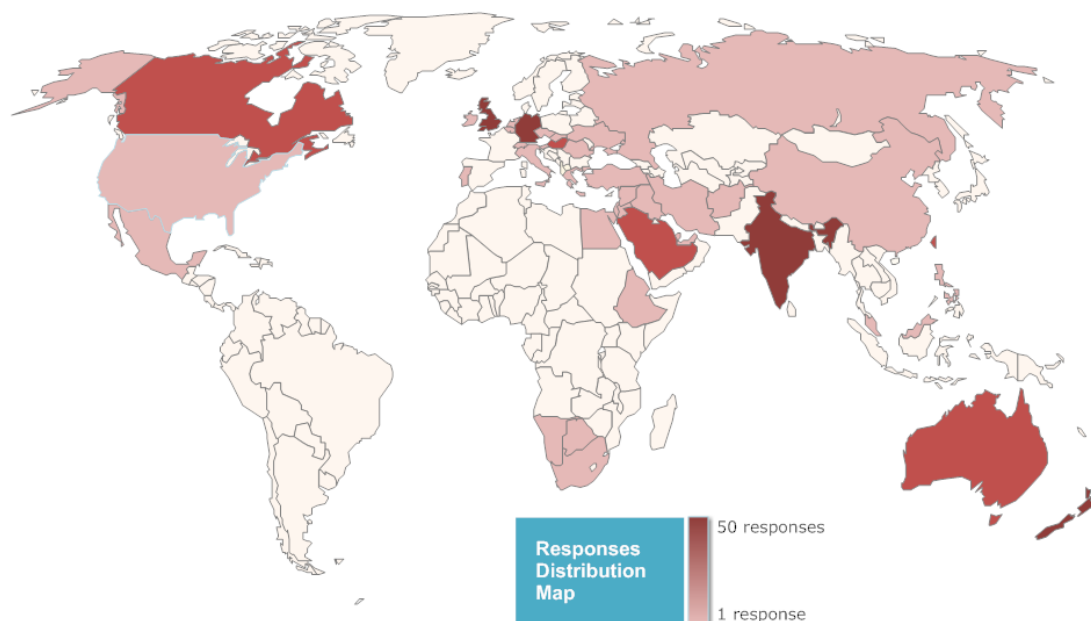 Responses
Distribution
Map
50 responses
1 response